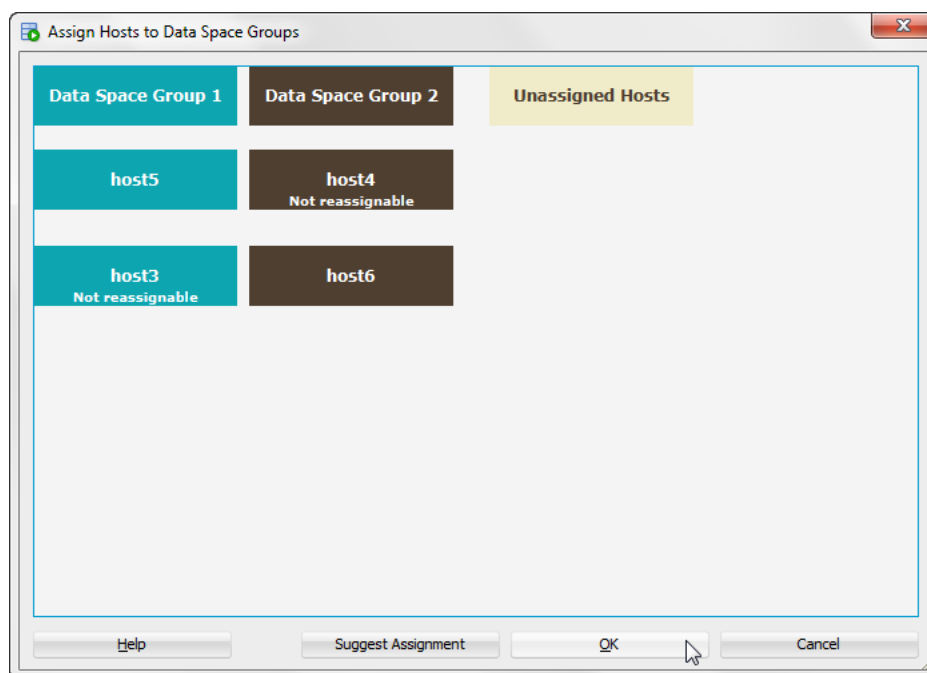 Assign Hosts to Data Space Groups
Data Space Group 1
Data Space Group 2
Unassigned Hosts
host5
host4
Not reassignable
host3
Not reassignable
host6
Help
Suggest Assignment
OK
Cancel